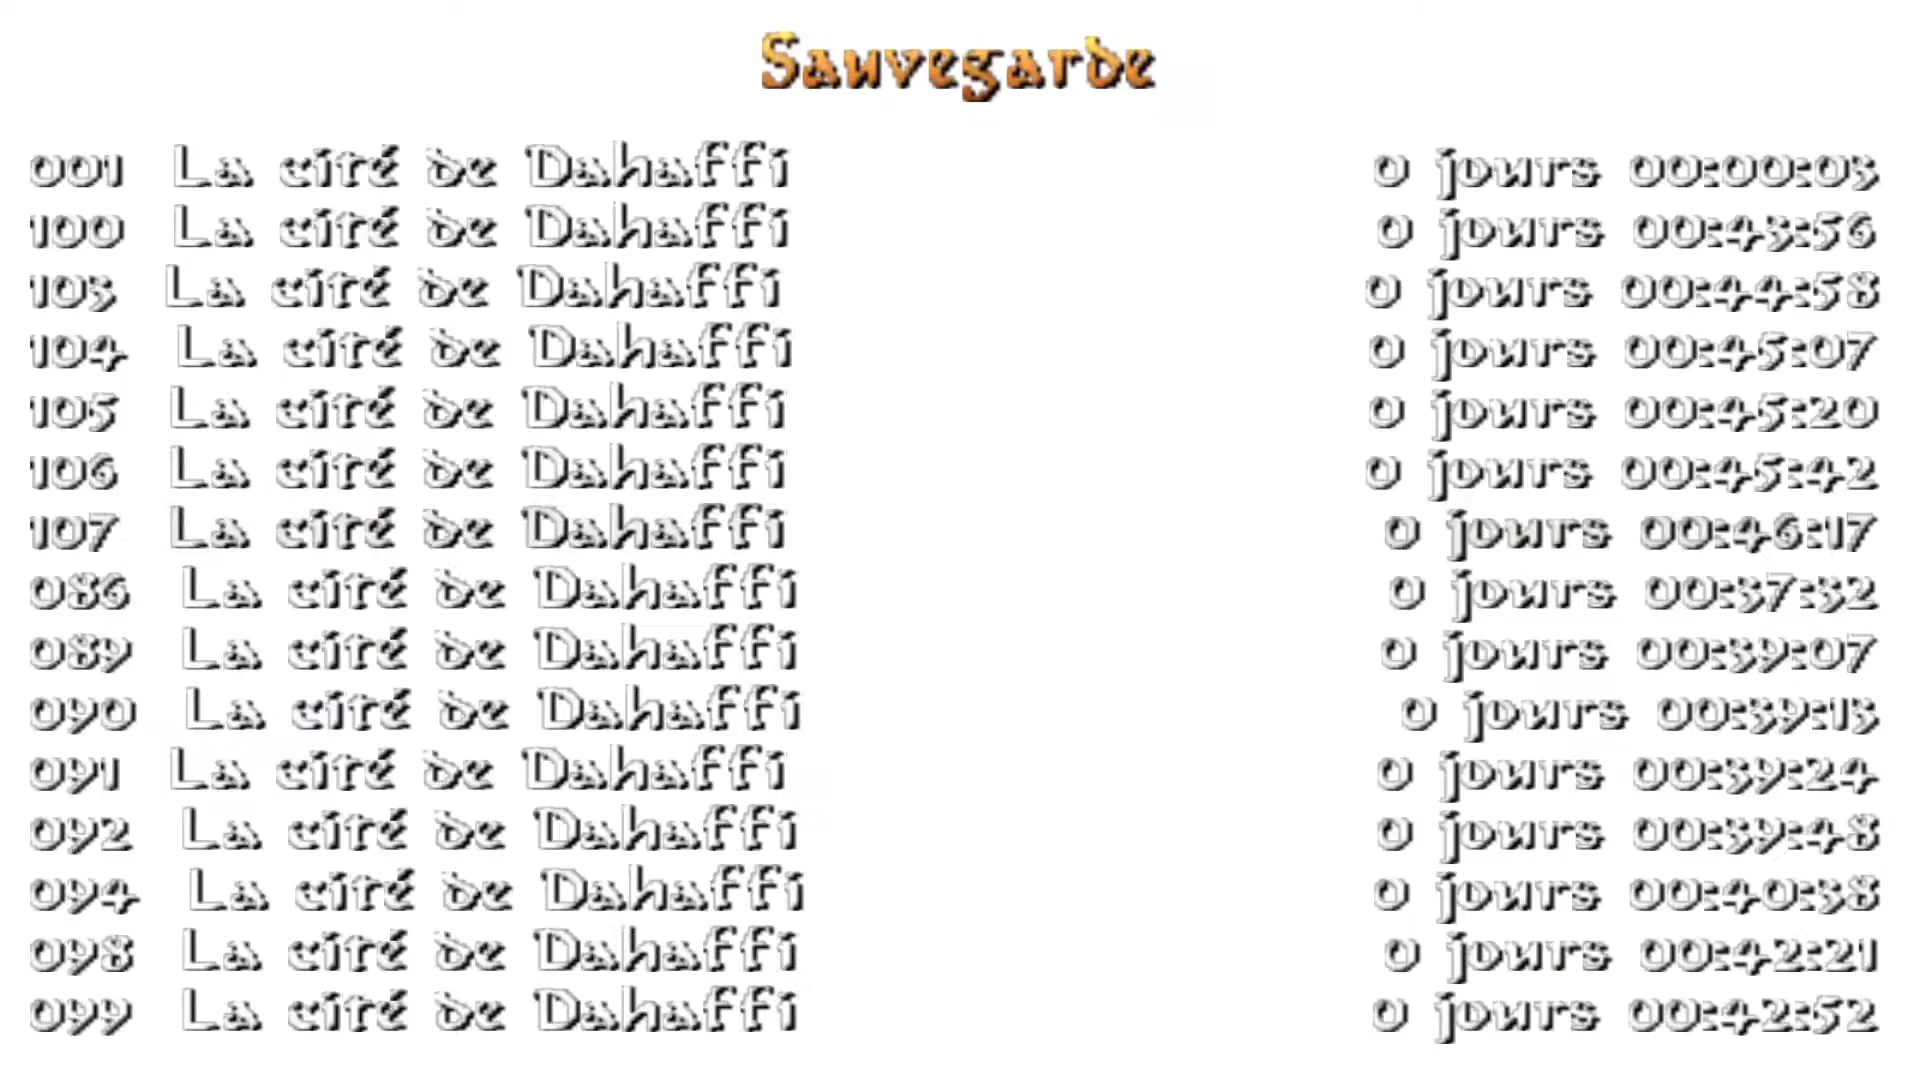 Sauvegarde
001 La cité de Dahaffi 0 jours 00:00:03
100 La cité de Dahaffi 0 jours 00:43:56
103 La cité de Dahaffi 0 jours 00:44:58
104 La cité de Dahaffi 0 jours 00:45:07
105 La cité de Dahaffi 0 jours 00:45:20
106 La cité de Dahaffi 0 jours 00:45:42
107 La cité de Dahaffi 0 jours 00:46:17
086 La cité de Dahaffi 0 jours 00:37:32
089 La cité de Dahaffi 0 jours 00:39:07
090 La cité de Dahaffi 0 jours 00:39:13
091 La cité de Dahaffi 0 jours 00:39:24
092 La cité de Dahaffi 0 jours 00:39:48
094 La cité de Dahaffi 0 jours 00:40:38
098 La cité de Dahaffi 0 jours 00:42:21
099 La cité de Dahaffi 0 jours 00:42:52